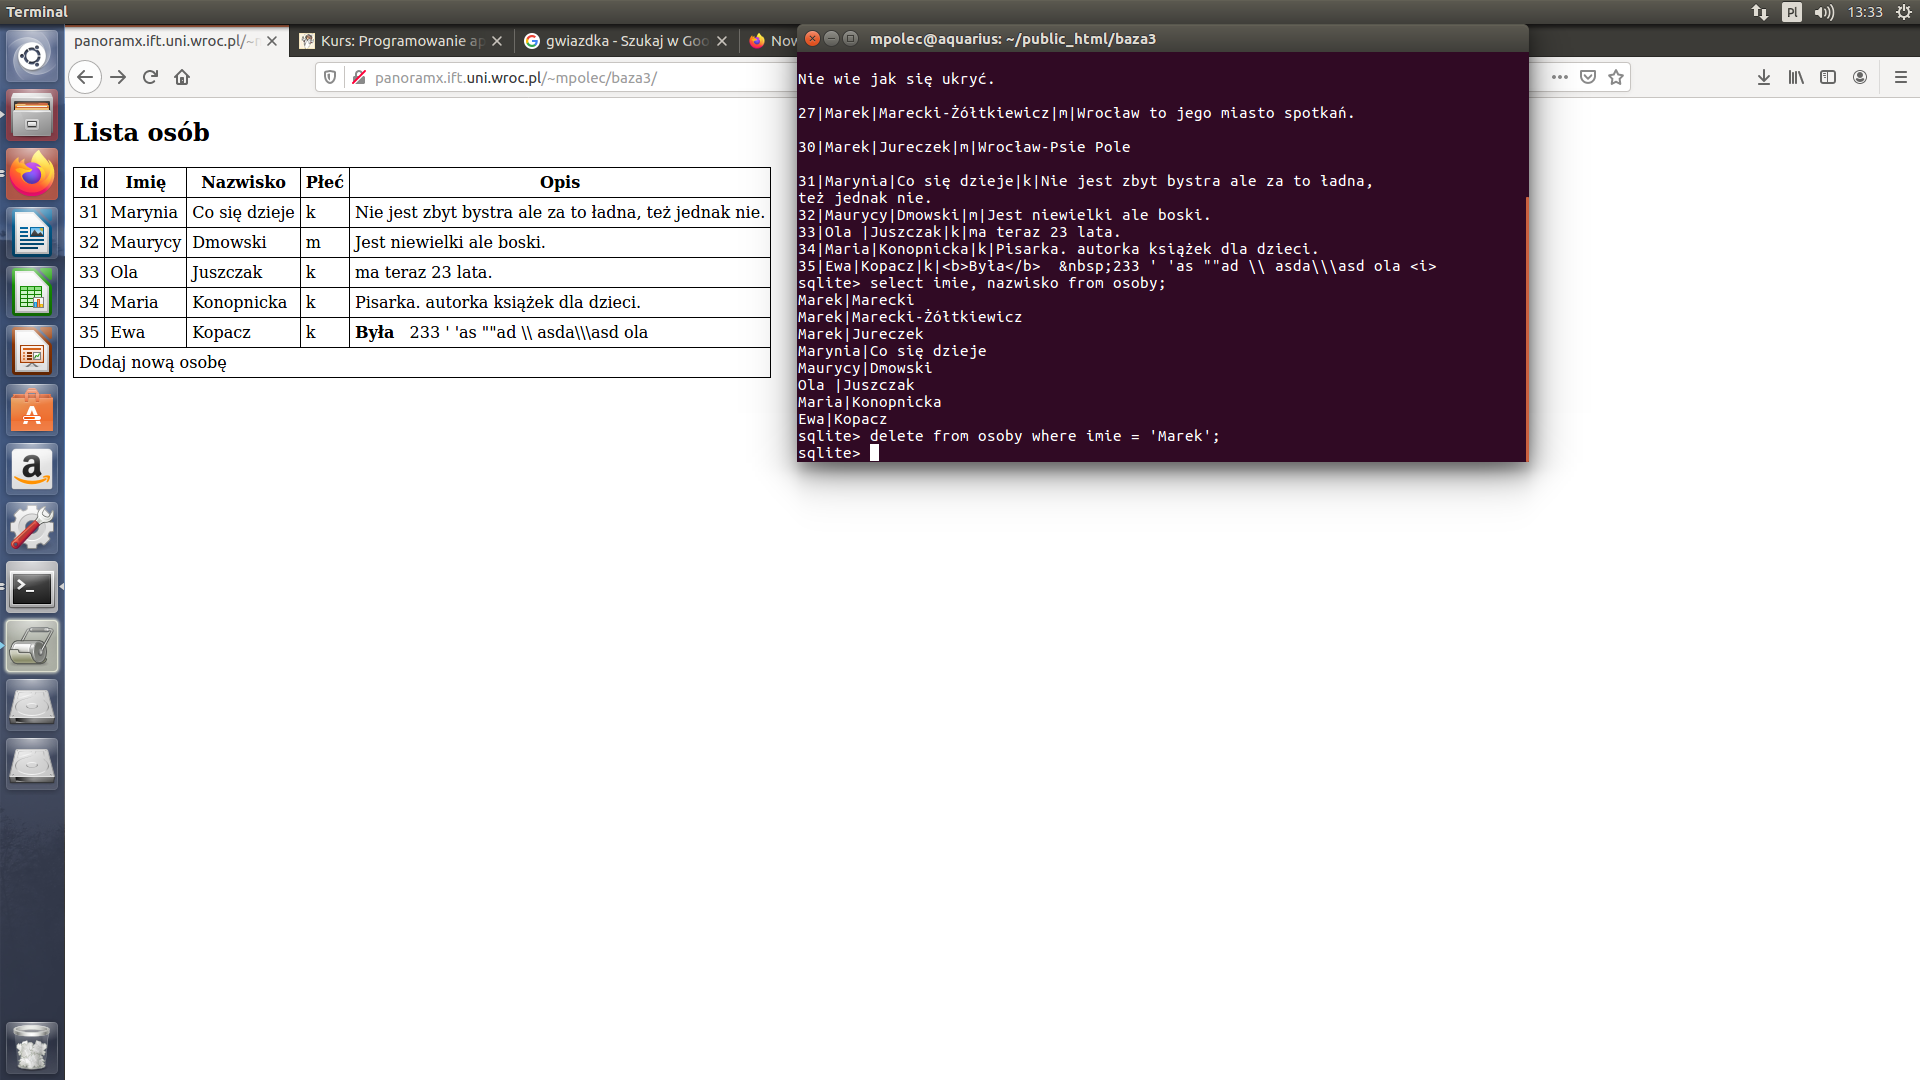 Terminal
Pl
13:33
panoramx.ift.uni.wroc.pl/~
Kurs: Programowanie ap
gwiazdka - Szukaj w Goo
Now
panoramx.ift.uni.wroc.pl/~mpolec/baza3/
Lista osób
Id Imię Nazwisko Płeć Opis
31 Marynia Co się dzieje k Nie jest zbyt bystra ale za to ładna, też jednak nie.
32 Maurycy Dmowski m Jest niewielki ale boski.
33 Ola Juszczak k ma teraz 23 lata.
34 Maria Konopnicka k Pisarka. autorka książek dla dzieci.
35 Ewa Kopacz k Była   233 ' 'as ""ad \\ asda\\\asd ola
Dodaj nową osobę
mpolec@aquarius: ~/public_html/baza3
Nie wie jak się ukryć.
27|Marek|Marecki-Żółtkiewicz|m|Wrocław to jego miasto spotkań.
30|Marek|Jureczek|m|Wrocław-Psie Pole
31|Marynia|Co się dzieje|k|Nie jest zbyt bystra ale za to ładna,
też jednak nie.
32|Maurycy|Dmowski|m|Jest niewielki ale boski.
33|Ola |Juszczak|k|ma teraz 23 lata.
34|Maria|Konopnicka|k|Pisarka. autorka książek dla dzieci.
35|Ewa|Kopacz|k|<b>Była</b>  &nbsp;233 ' 'as ""ad \\ asda\\\asd ola <i>
sqlite> select imie, nazwisko from osoby;
Marek|Marecki
Marek|Marecki-Żółtkiewicz
Marek|Jureczek
Marynia|Co się dzieje
Maurycy|Dmowski
Ola |Juszczak
Maria|Konopnicka
Ewa|Kopacz
sqlite> delete from osoby where imie = 'Marek';
sqlite>